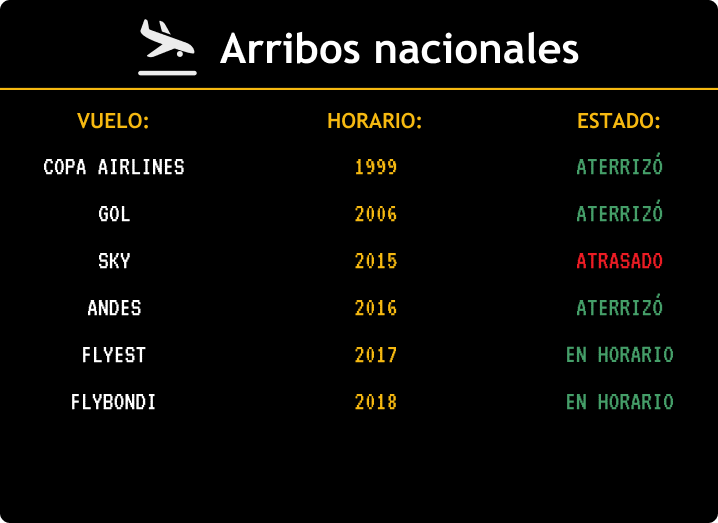 Arribos nacionales
VUELO: HORARIO: ESTADO:
COPA AIRLINES 1999 ATERRIZÓ
GOL 2006 ATERRIZÓ
SKY 2015 ATRASADO
ANDES 2016 ATERRIZÓ
FLYEST 2017 EN HORARIO
FLYBONDI 2018 EN HORARIO